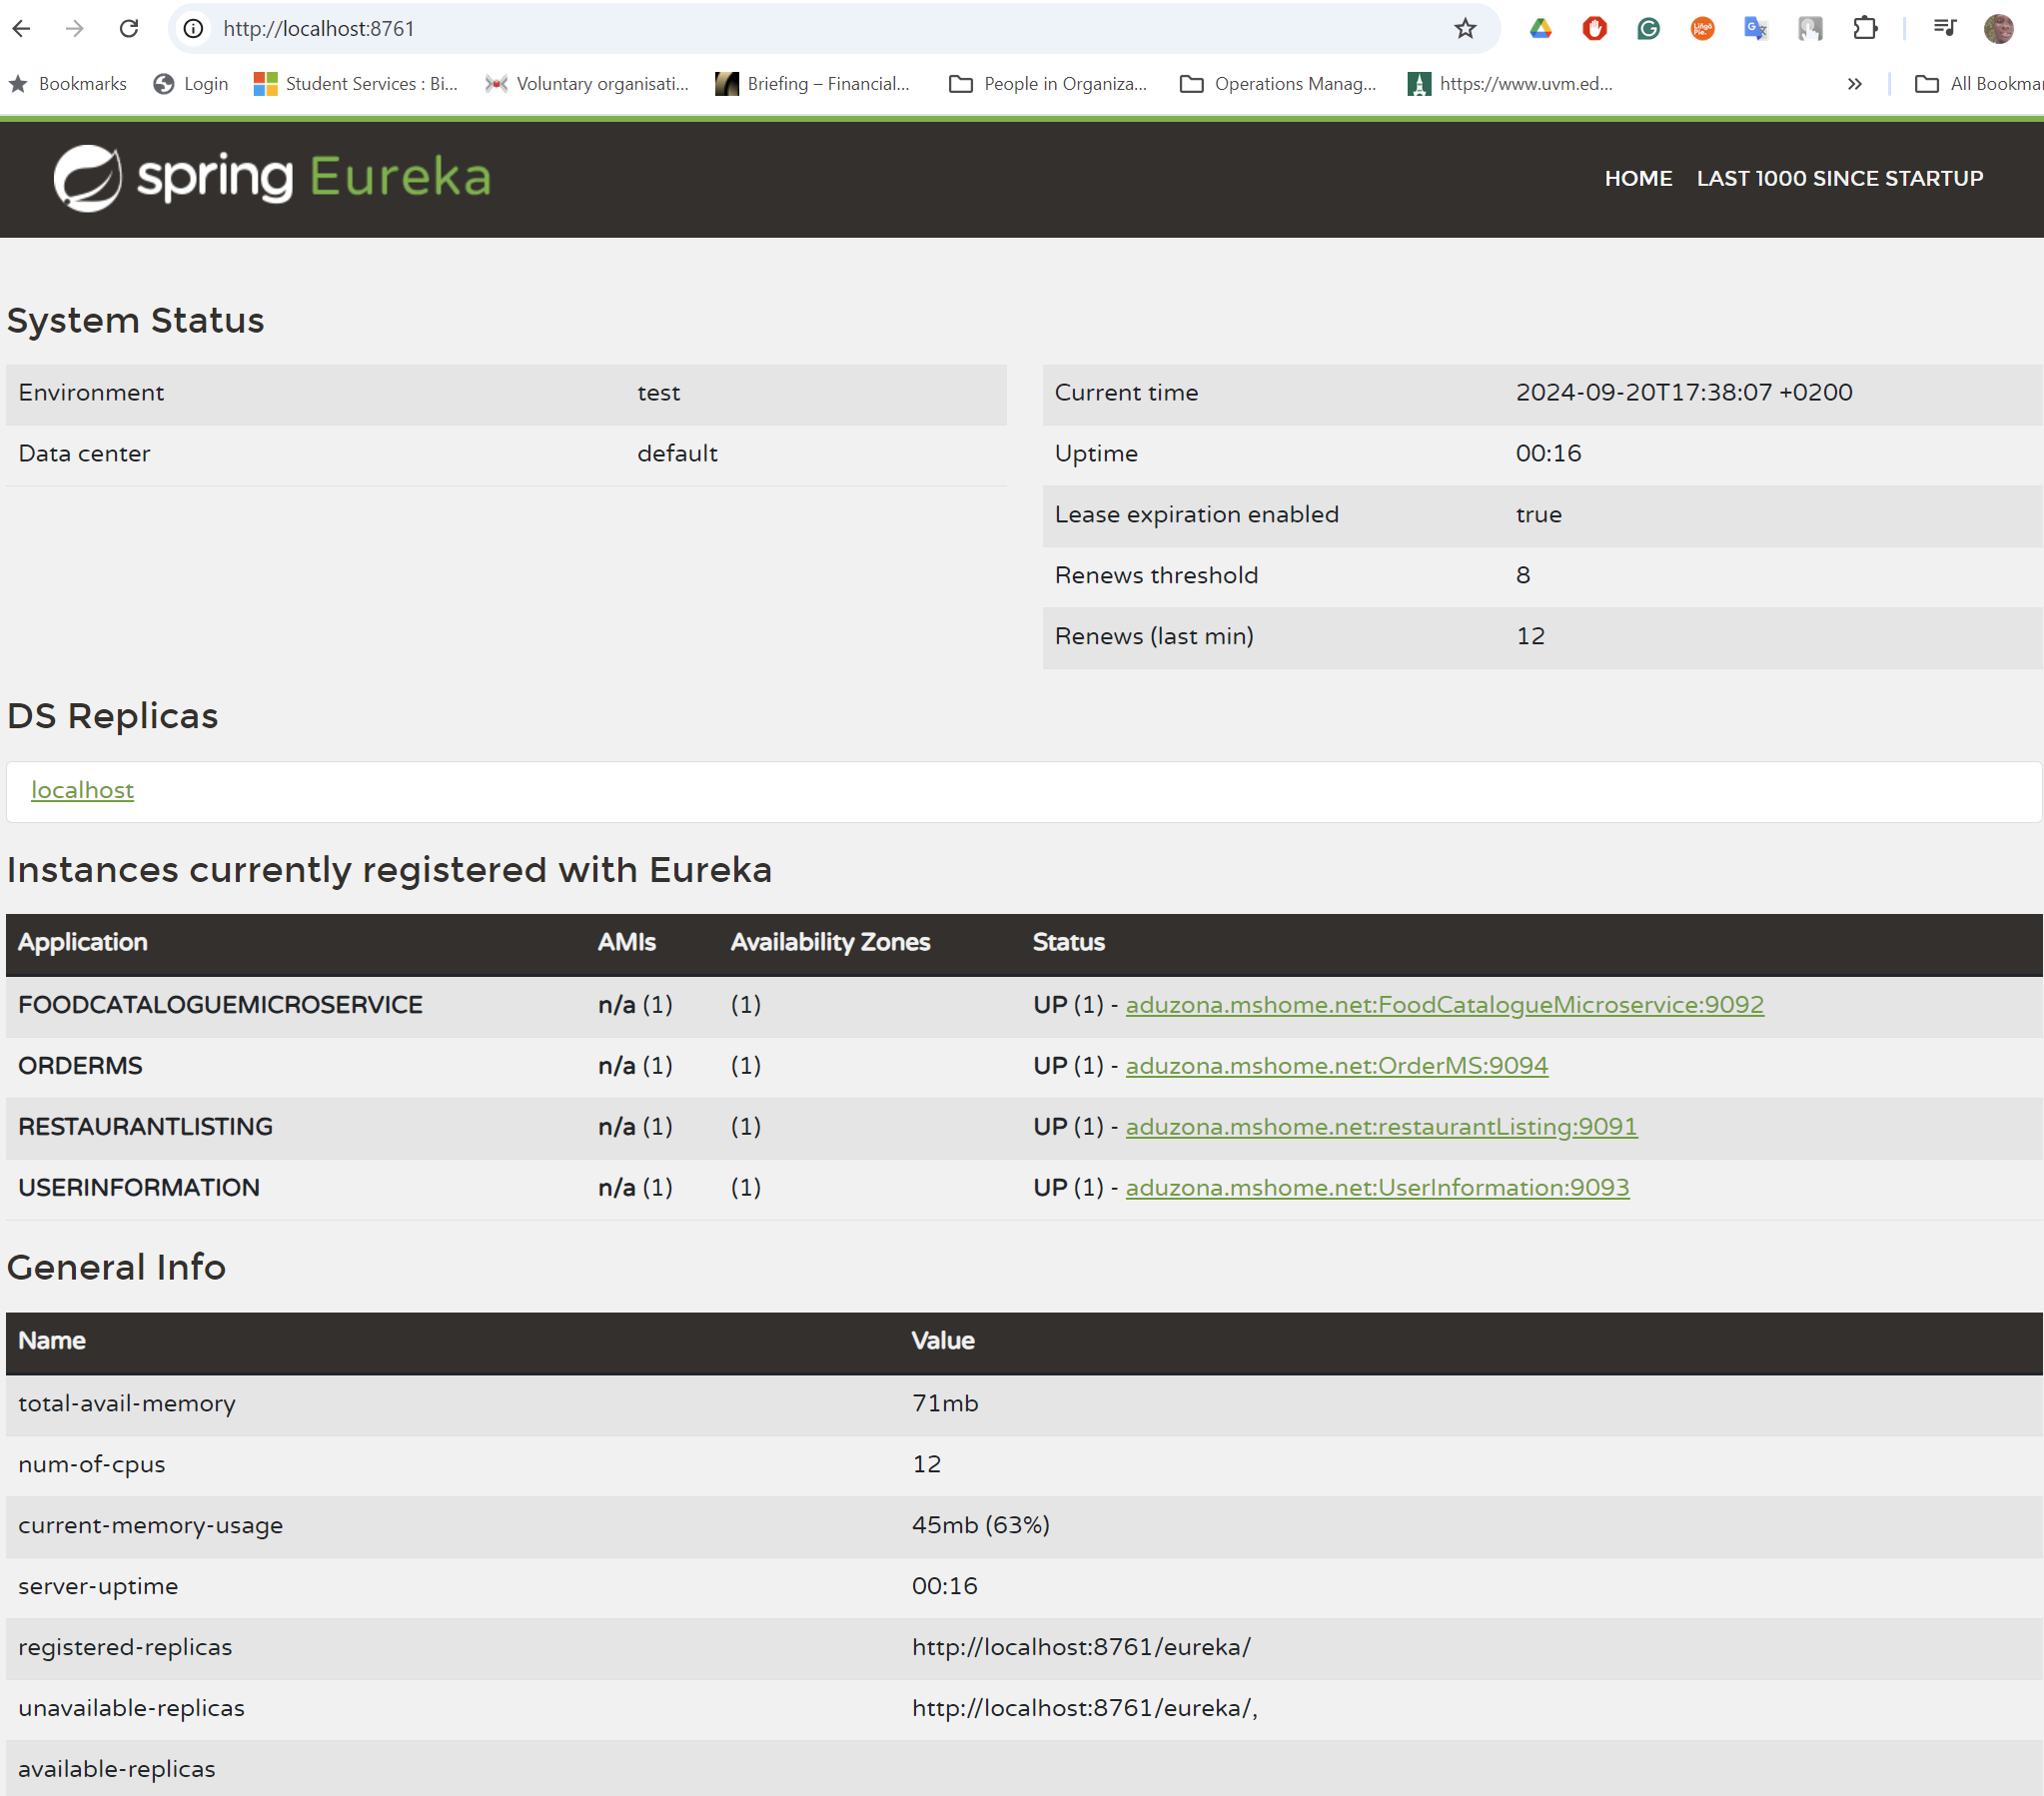 http://localhost:8761
Bookmarks Login Student Services : Bi... Voluntary organisati... Briefing – Financial... People in Organiza... Operations Manag... https://www.uvm.ed... » All Bookmar
spring Eureka HOME LAST 1000 SINCE STARTUP
System Status
Environment test
Data center default
Current time 2024-09-20T17:38:07 +0200
Uptime 00:16
Lease expiration enabled true
Renews threshold 8
Renews (last min) 12
DS Replicas
localhost
Instances currently registered with Eureka
Application AMIs Availability Zones Status
FOODCATALOGUEMICROSERVICE n/a (1) (1) UP (1) - aduzona.mshome.net:FoodCatalogueMicroservice:9092
ORDERMS n/a (1) (1) UP (1) - aduzona.mshome.net:OrderMS:9094
RESTAURANTLISTING n/a (1) (1) UP (1) - aduzona.mshome.net:restaurantListing:9091
USERINFORMATION n/a (1) (1) UP (1) - aduzona.mshome.net:UserInformation:9093
General Info
Name Value
total-avail-memory 71mb
num-of-cpus 12
current-memory-usage 45mb (63%)
server-uptime 00:16
registered-replicas http://localhost:8761/eureka/
unavailable-replicas http://localhost:8761/eureka/,
available-replicas